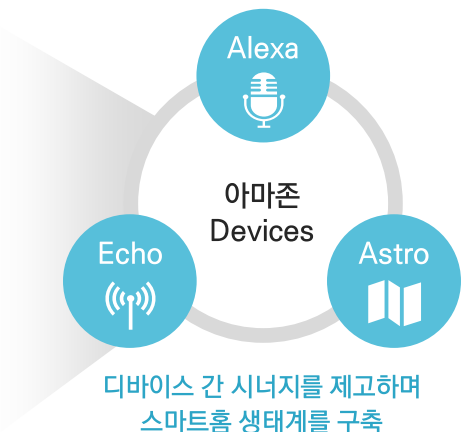 Alexa
아마존
Devices
Echo
Astro
디바이스 간 시너지를 제고하며
스마트홈 생태계를 구축